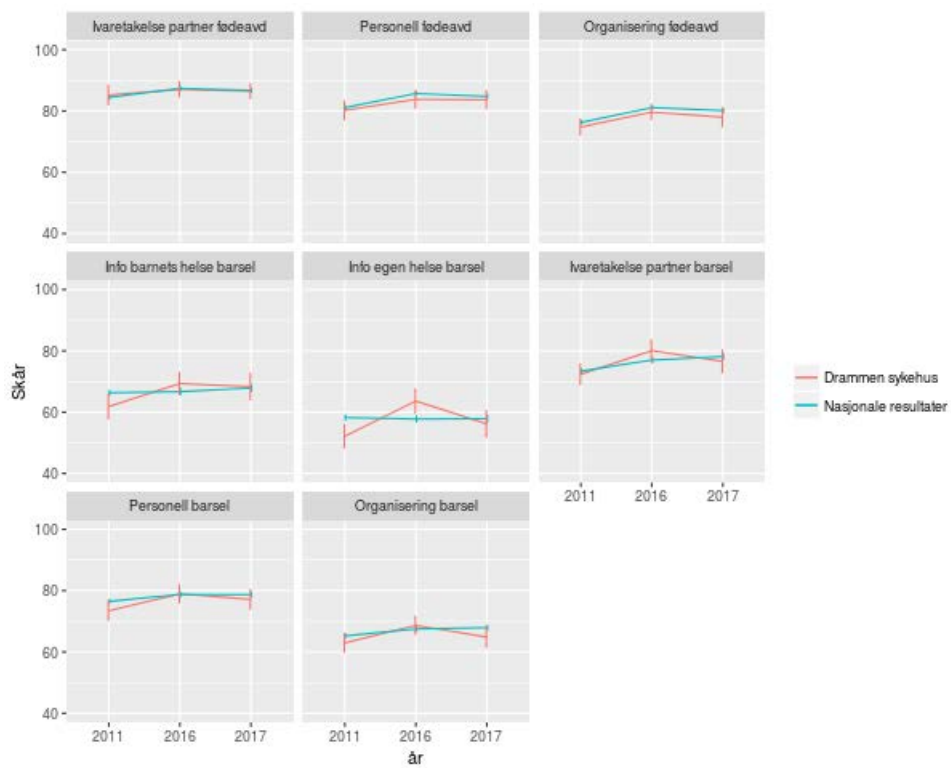 Ivaretakelse partner fødeavd
Personell fødeavd
Organisering fødeavd
100
80
60
40
Info barnets helse barsel
Info egen helse barsel
Ivaretakelse partner barsel
100
80
60
40
Skår
Drammen sykehus
Nasjonale resultater
2011 2016 2017
Personell barsel
Organisering barsel
100
80
60
40
2011 2016 2017
2011 2016 2017
år